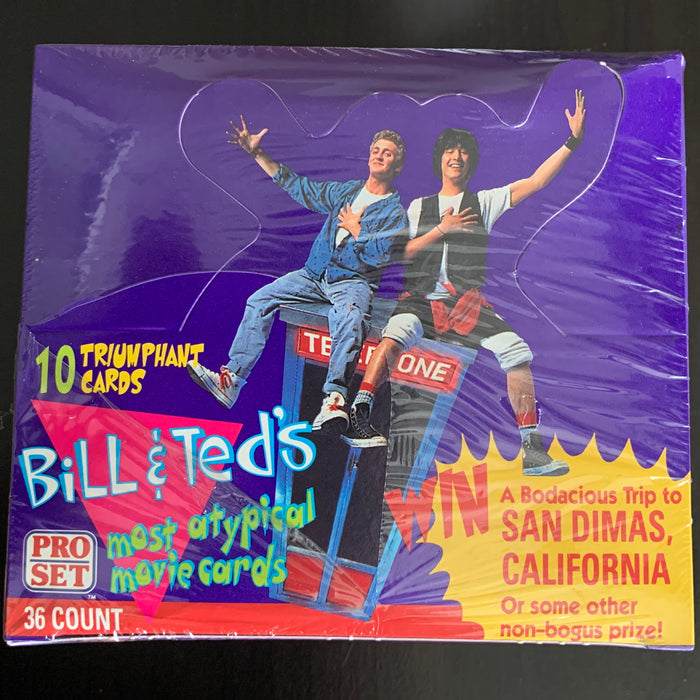 TELEPHONE
10 TRIUMPHANT
CARDS
BiLL & Ted's
most atypical
movie cards
PRO
SET
TM
36 COUNT
WIN
A Bodacious Trip to
SAN DIMAS,
CALIFORNIA
Or some other
non-bogus prize!